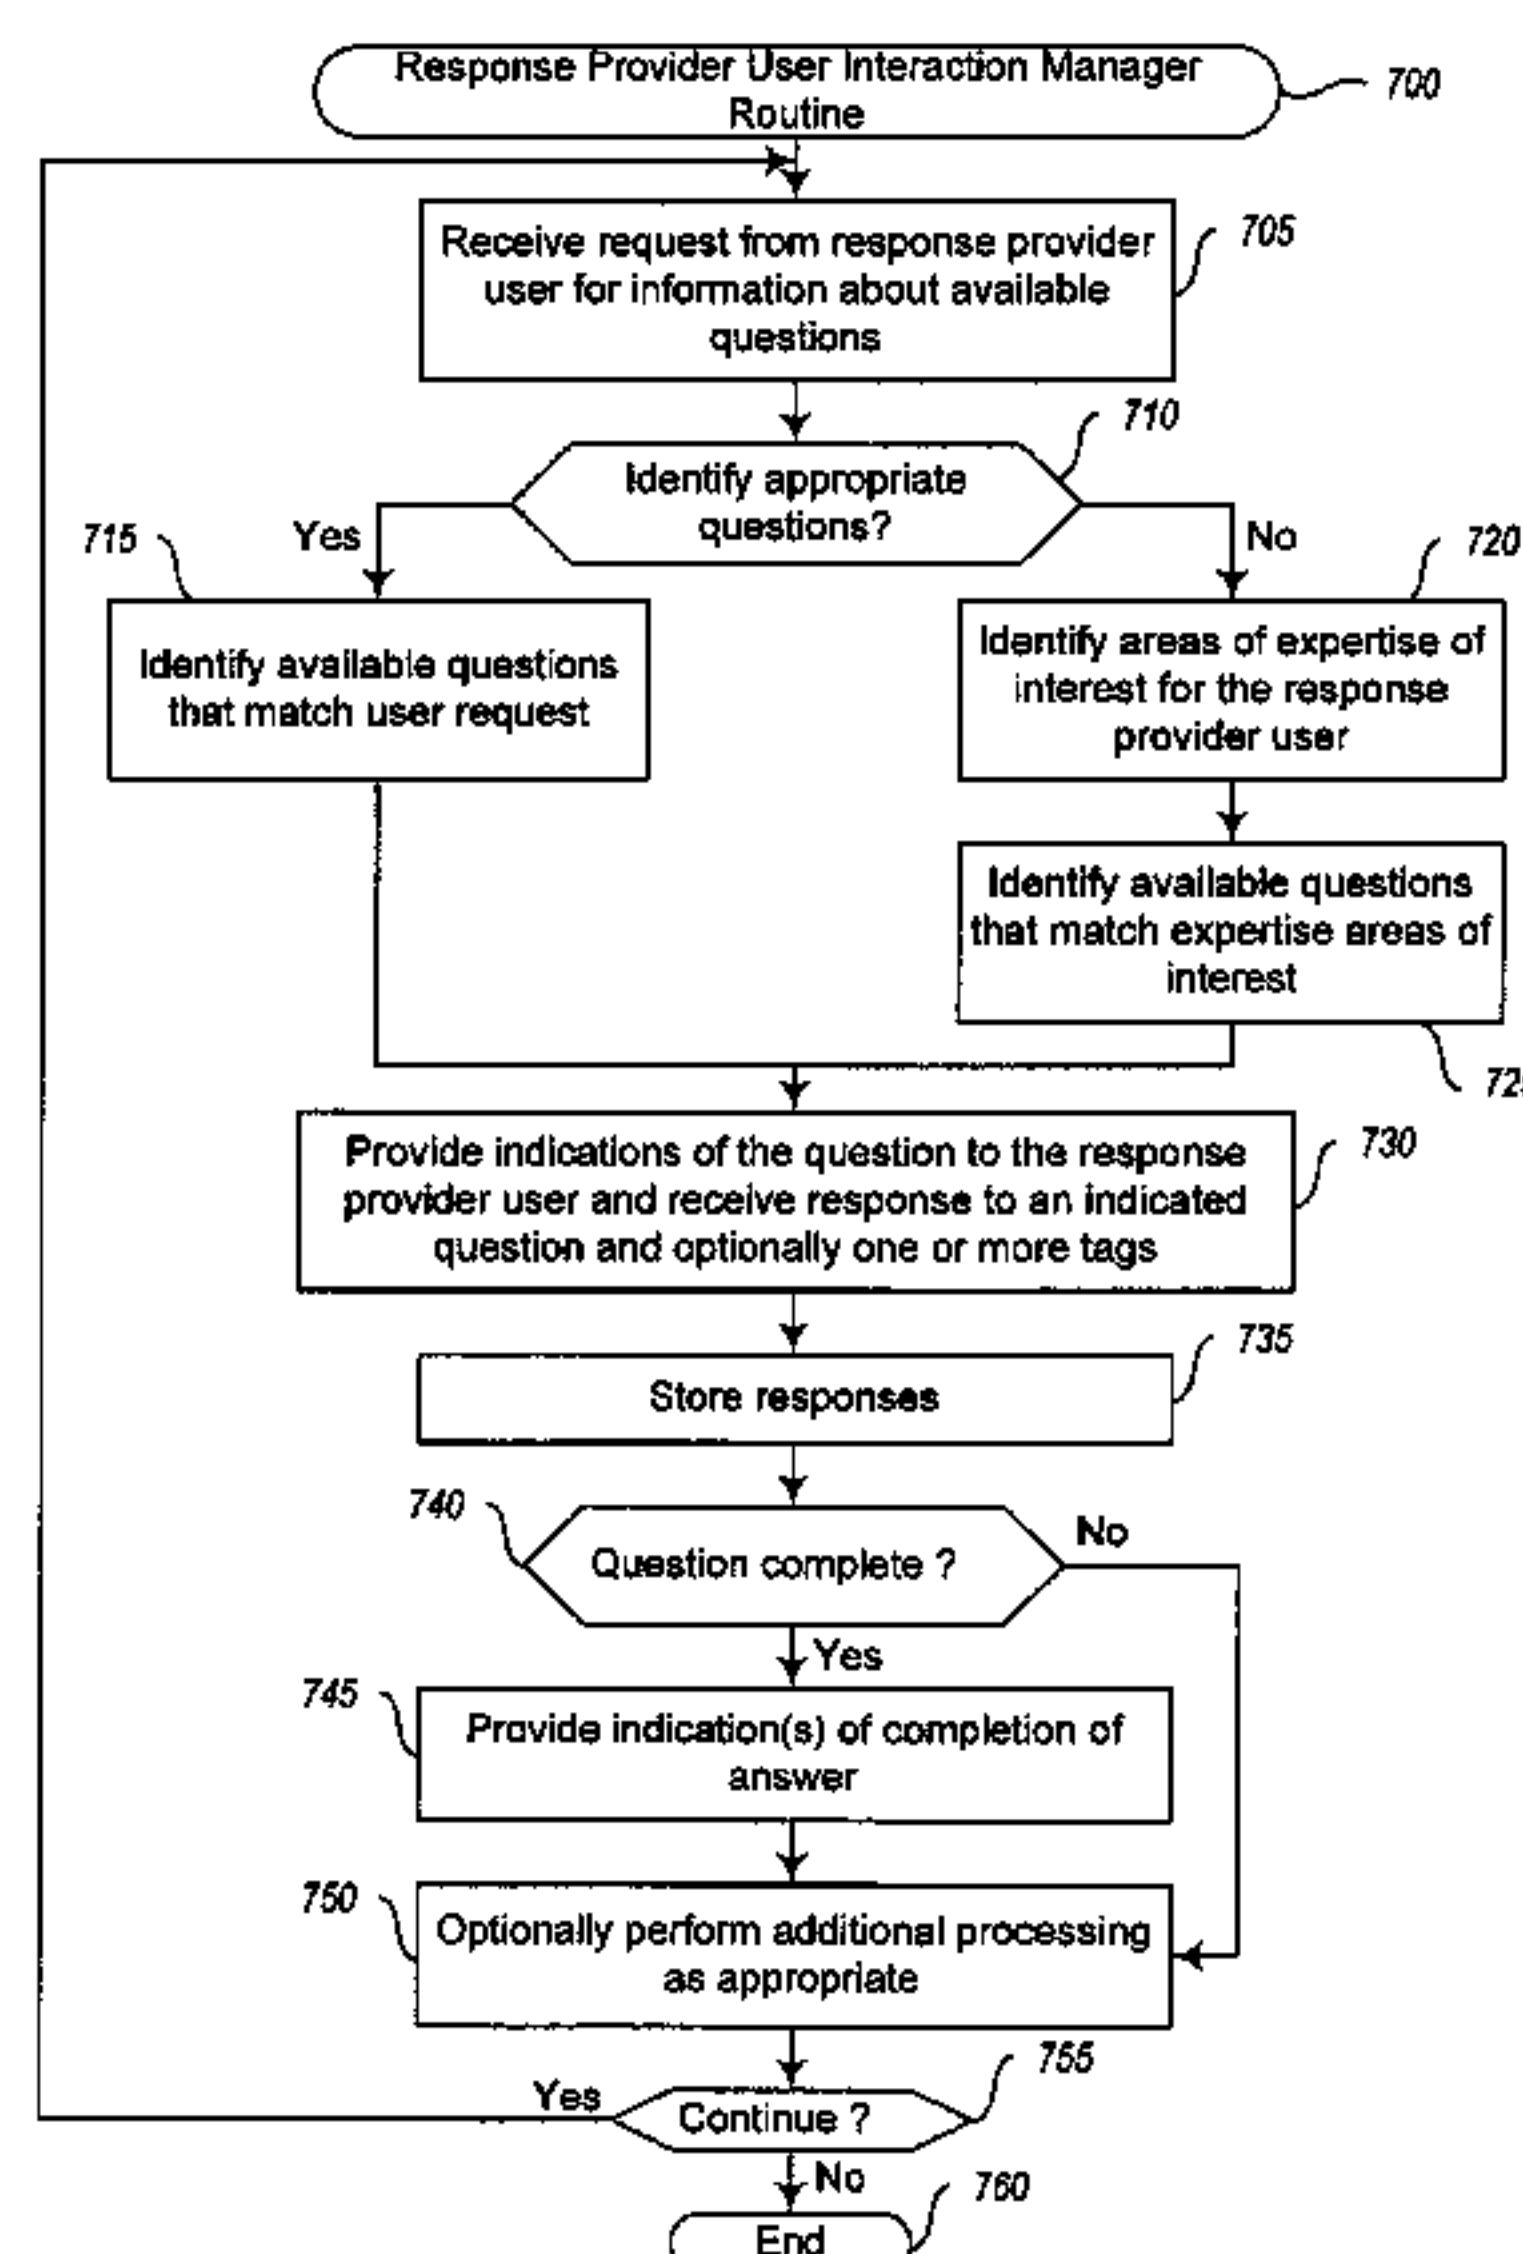 Response Provider User Interaction Manager
Routine
700
Receive request from response provider
user for information about available
questions
705
Identify appropriate
questions?
710
Yes
No
715
Identify available questions
that match user request
720
Identify areas of expertise of
interest for the response
provider user
Identify available questions
that match expertise areas of
interest
Provide indications of the question to the response
provider user and receive response to an indicated
question and optionally one or more tags
730
Store responses
735
740
Question complete ?
No
Yes
745
Provide indication(s) of completion of
answer
750
Optionally perform additional processing
as appropriate
755
Yes
Continue ?
No
760
End